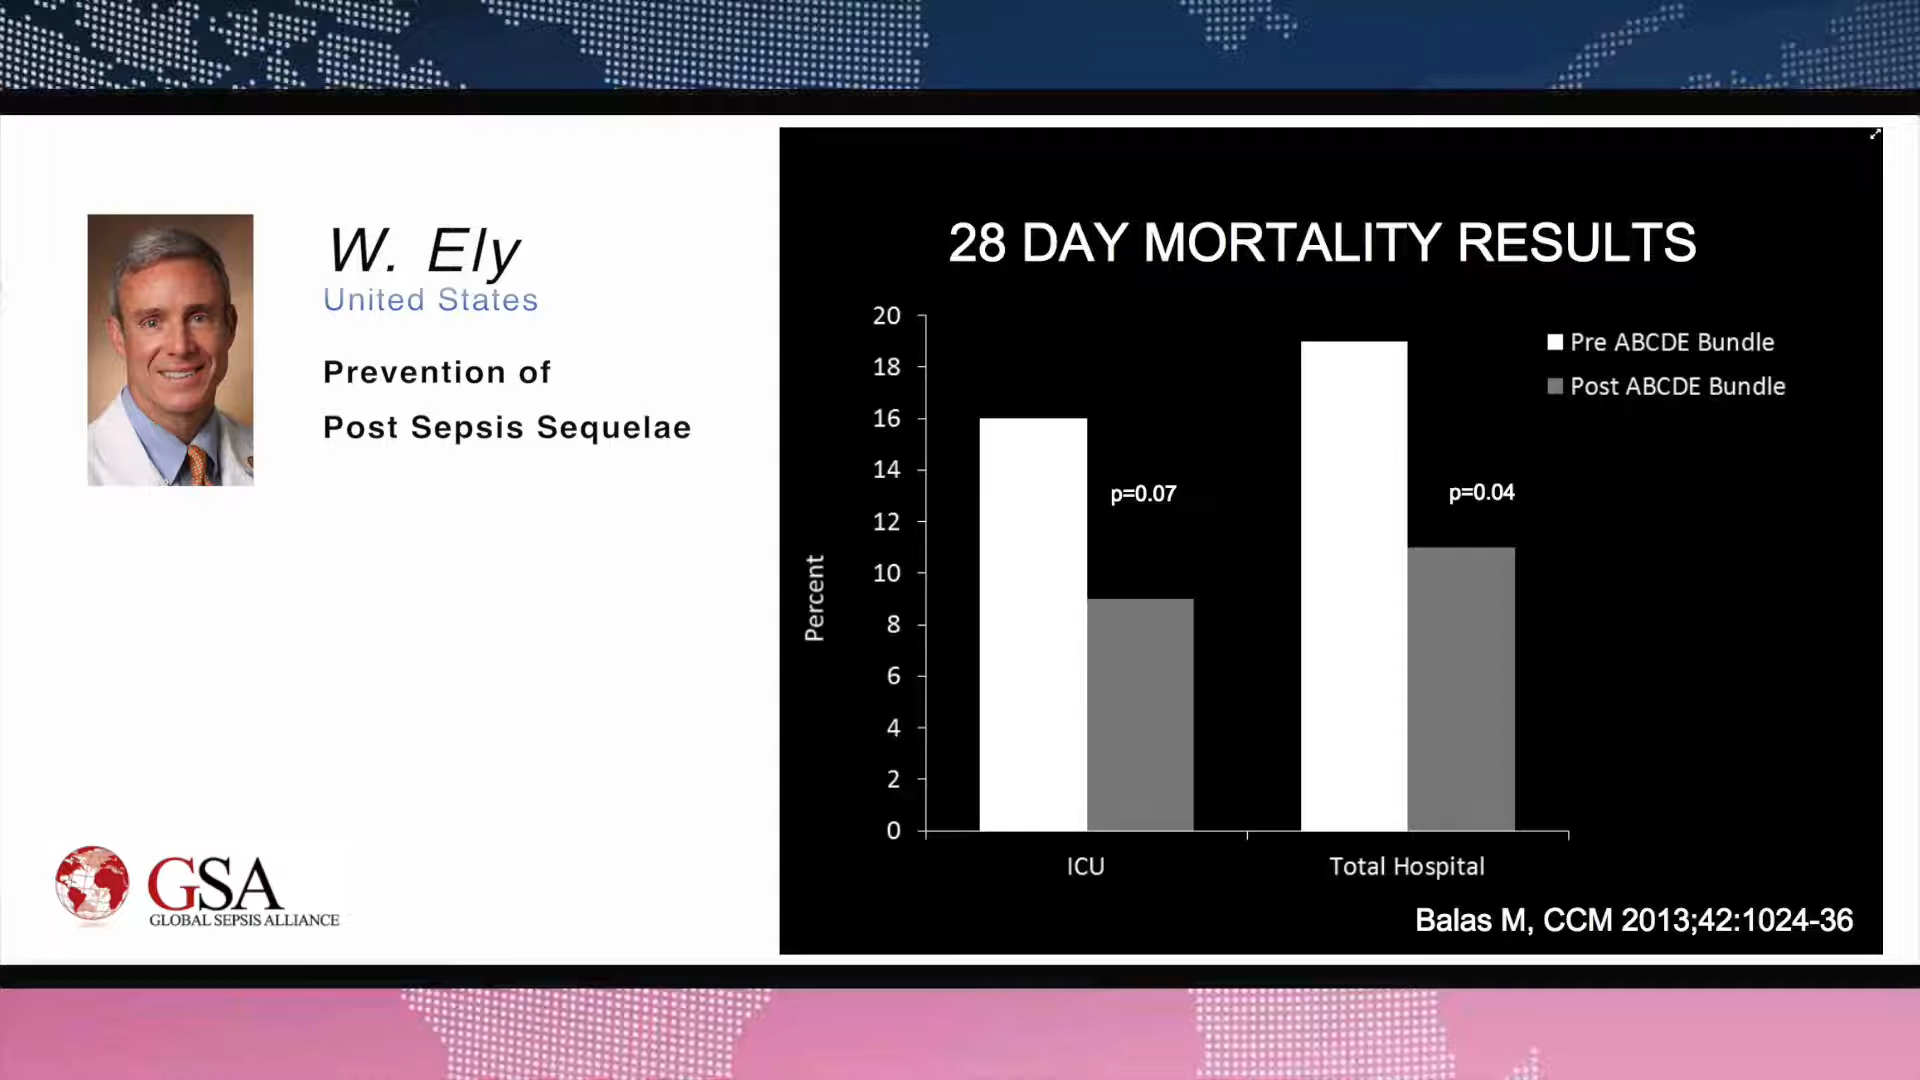 W. Ely
United States
Prevention of
Post Sepsis Sequelae
GSA
GLOBAL SEPSIS ALLIANCE
28 DAY MORTALITY RESULTS
Pre ABCDE Bundle
Post ABCDE Bundle
Percent
20
18
16
14
12
10
8
6
4
2
0
p=0.07
p=0.04
ICU
Total Hospital
Balas M, CCM 2013;42:1024-36